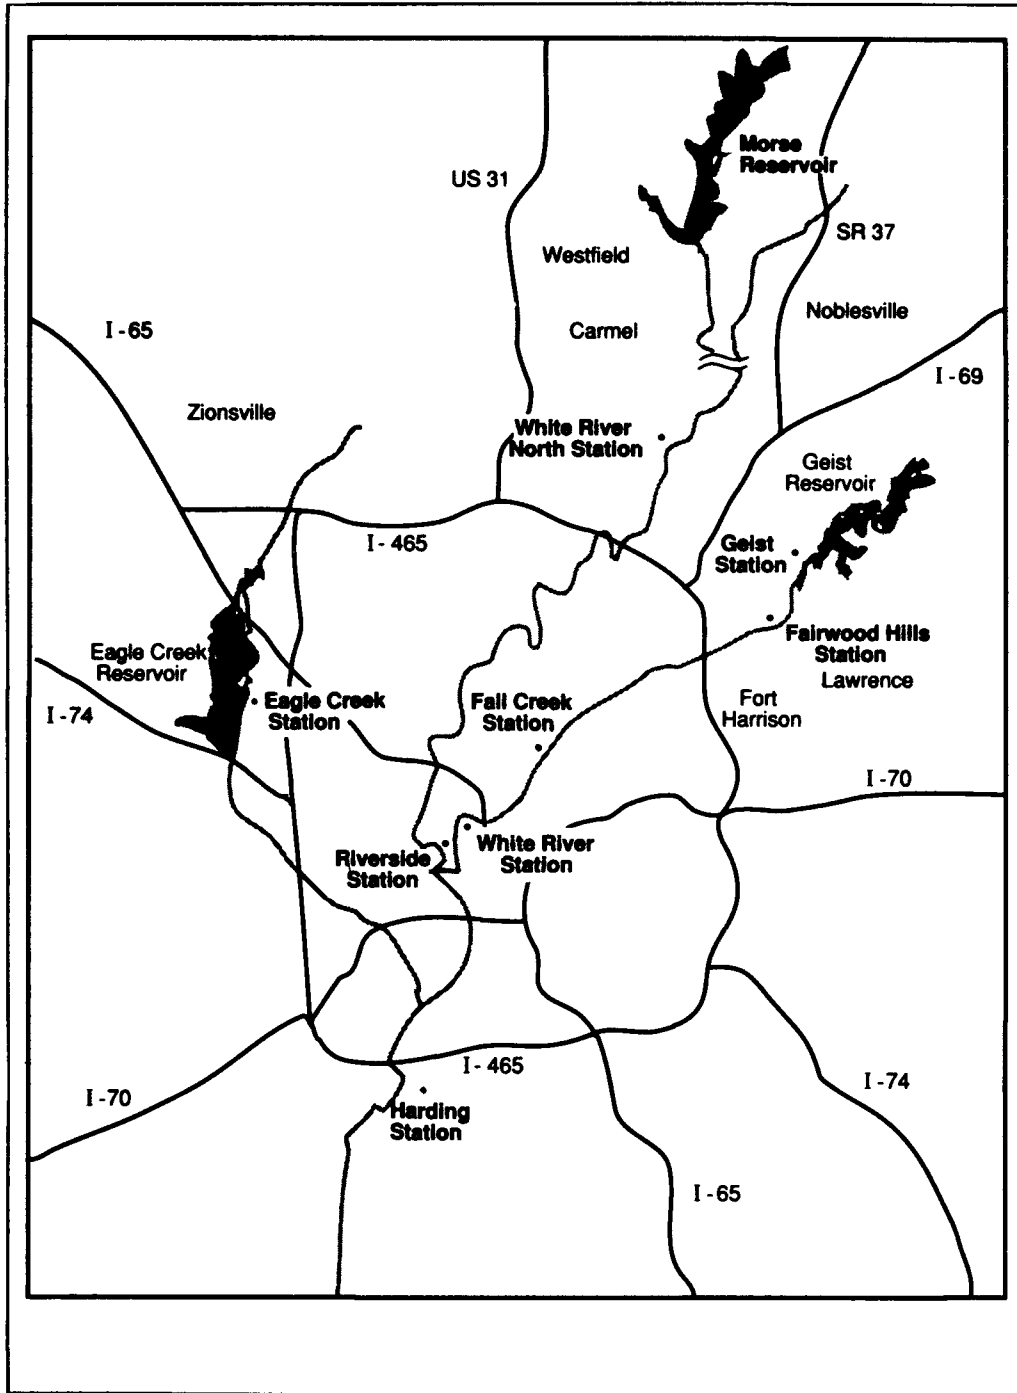 Morse
Reservoir
US 31
SR 37
Westfield
Noblesville
I - 65
Carmel
I - 69
Zionsville
White River
North Station
Geist
Reservoir
I - 465
Geist
Station
Fairwood Hills
Station
Lawrence
Eagle Creek
Reservoir
Eagle Creek
Station
Fall Creek
Station
Fort
Harrison
I - 74
I - 70
Riverside
Station
White River
Station
I - 465
I - 70
I - 74
Harding
Station
I - 65